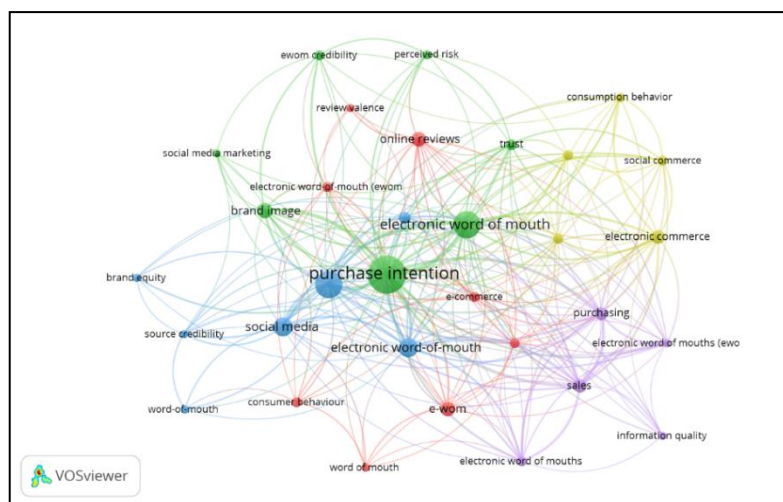 ewom credibility
perceived risk
consumption behavior
review valence
online reviews
trust
social media marketing
social commerce
electronic word-of-mouth (ewom
brand image
electronic word of mouth
electronic commerce
purchase intention
brand equity
e-commerce
purchasing
social media
source credibility
electronic word-of-mouth
electronic word of mouths (ewo
sales
consumer behaviour
word-of-mouth
e-wom
information quality
word of mouth
electronic word of mouths
VOSviewer